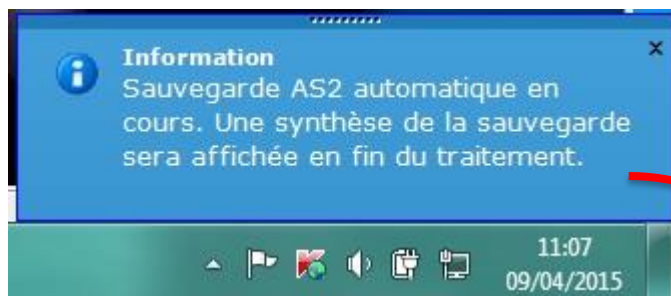 Information
Sauvegarde AS2 automatique en
cours. Une synthèse de la sauvegarde
sera affichée en fin du traitement.
11:07
09/04/2015